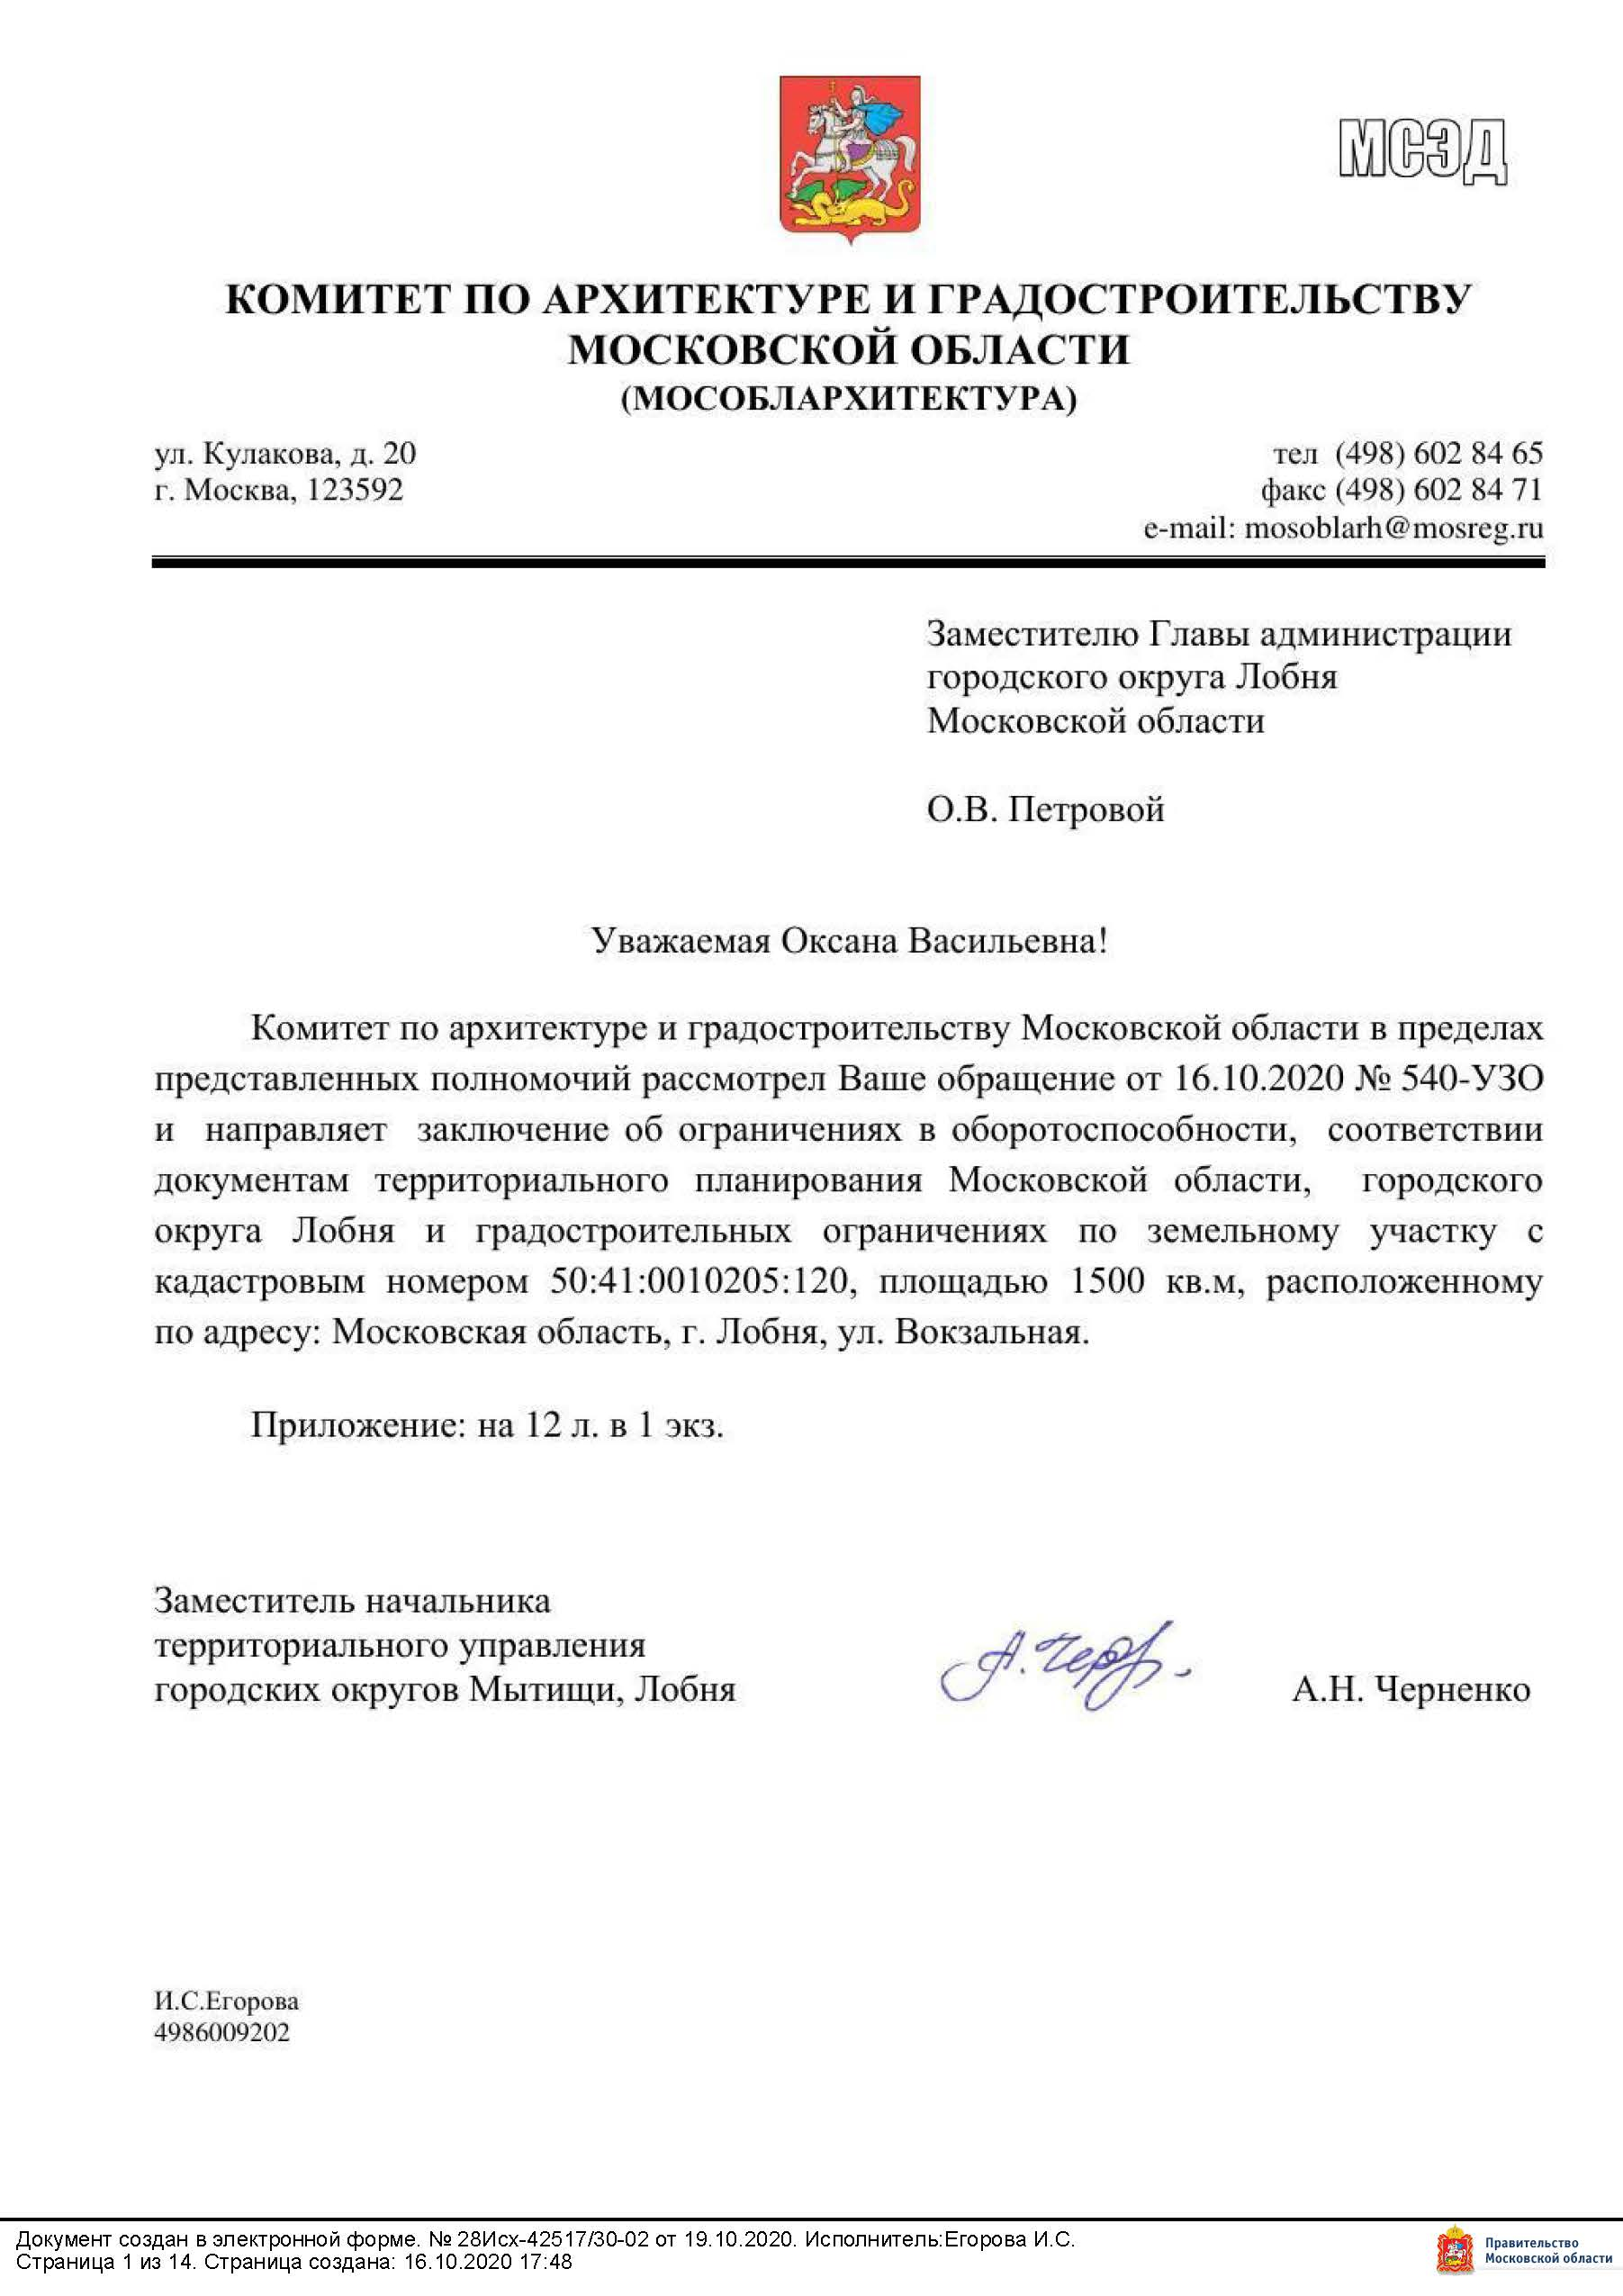 МСЭД
КОМИТЕТ ПО АРХИТЕКТУРЕ И ГРАДОСТРОИТЕЛЬСТВУ
МОСКОВСКОЙ ОБЛАСТИ
(МОСОБЛАРХИТЕКТУРА)
ул. Кулакова, д. 20
г. Москва, 123592
тел (498) 602 84 65
факс (498) 602 84 71
e-mail: mosoblarh@mosreg.ru
Заместителю Главы администрации
городского округа Лобня
Московской области
О.В. Петровой
Уважаемая Оксана Васильевна!
Комитет по архитектуре и градостроительству Московской области в пределах
представленных полномочий рассмотрел Ваше обращение от 16.10.2020 № 540-УЗО
и направляет заключение об ограничениях в оборотоспособности, соответствии
документам территориального планирования Московской области, городского
округа Лобня и градостроительных ограничениях по земельному участку с
кадастровым номером 50:41:0010205:120, площадью 1500 кв.м, расположенному
по адресу: Московская область, г. Лобня, ул. Вокзальная.
Приложение: на 12 л. в 1 экз.
Заместитель начальника
территориального управления
городских округов Мытищи, Лобня
А.Н. Черненко
И.С.Егорова
4986009202
Документ создан в электронной форме. № 28Исх-42517/30-02 от 19.10.2020. Исполнитель:Егорова И.С.
Страница 1 из 14. Страница создана: 16.10.2020 17:48
Правительство
Московской области